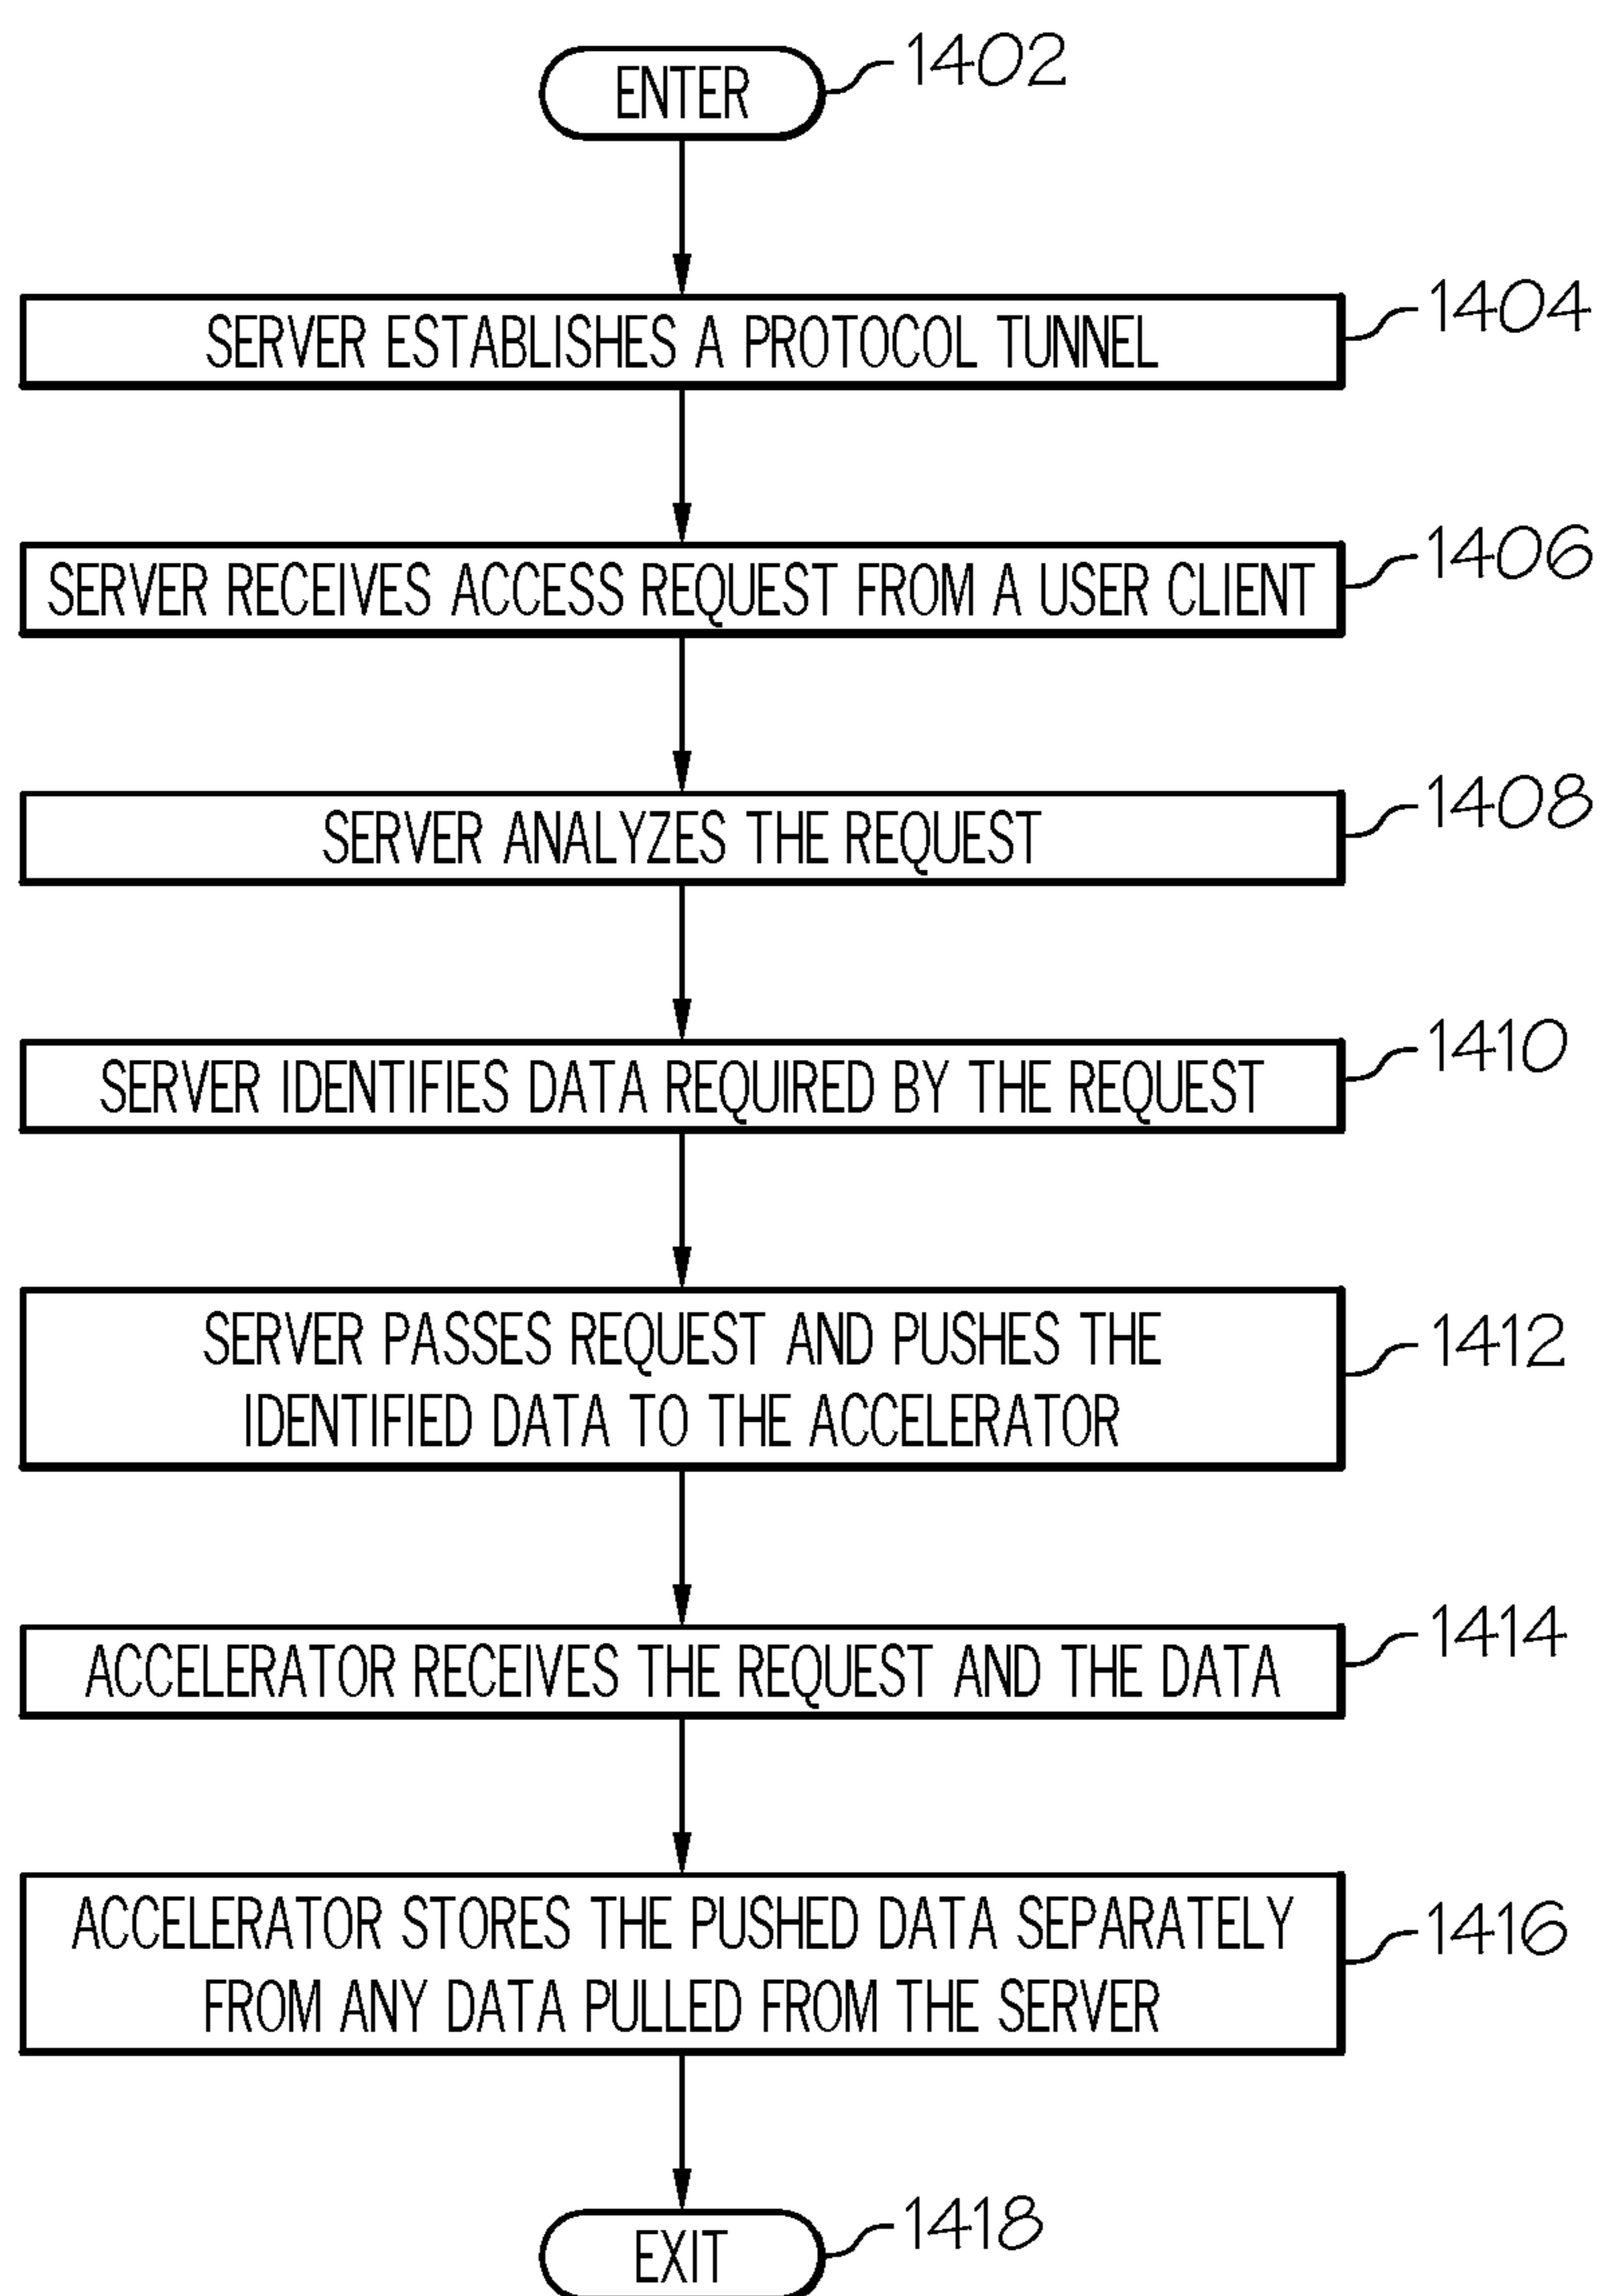 ENTER
1402
SERVER ESTABLISHES A PROTOCOL TUNNEL
1404
SERVER RECEIVES ACCESS REQUEST FROM A USER CLIENT
1406
SERVER ANALYZES THE REQUEST
1408
SERVER IDENTIFIES DATA REQUIRED BY THE REQUEST
1410
SERVER PASSES REQUEST AND PUSHES THE
IDENTIFIED DATA TO THE ACCELERATOR
1412
ACCELERATOR RECEIVES THE REQUEST AND THE DATA
1414
ACCELERATOR STORES THE PUSHED DATA SEPARATELY
FROM ANY DATA PULLED FROM THE SERVER
1416
EXIT
1418